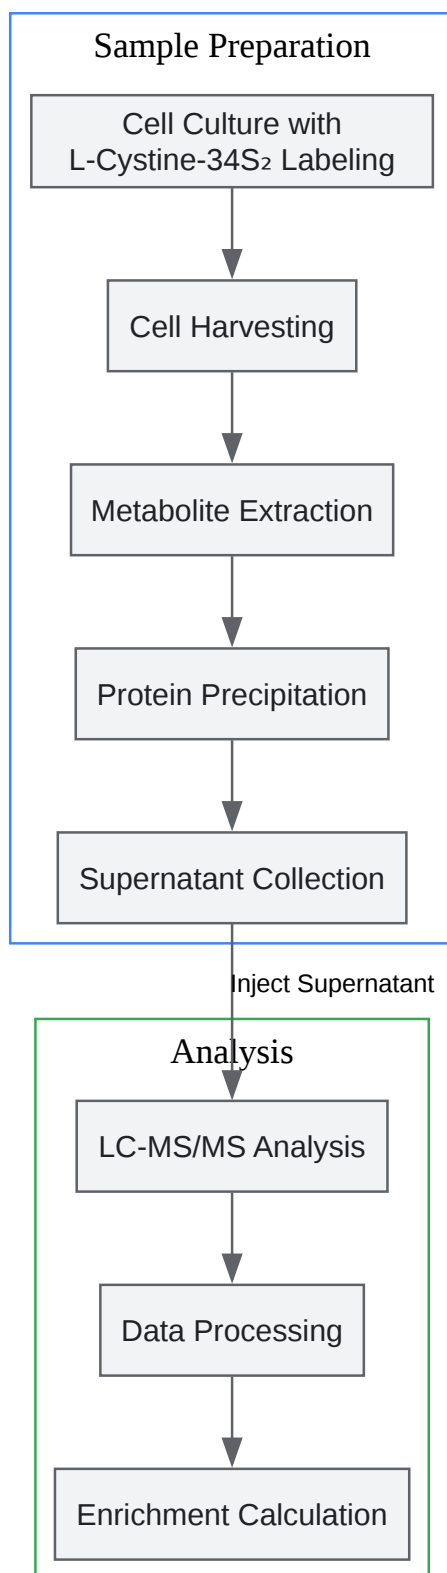 Sample Preparation
Cell Culture with
L-Cystine-34S₂ Labeling
Cell Harvesting
Metabolite Extraction
Protein Precipitation
Supernatant Collection
Inject Supernatant
Analysis
LC-MS/MS Analysis
Data Processing
Enrichment Calculation